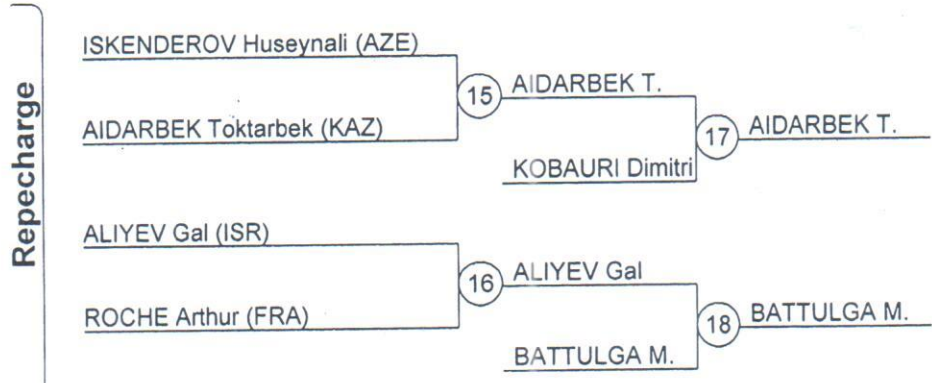 Repechage
ISKENDEROV Huseynali (AZE)
15
AIDARBEK T.
AIDARBEK Toktarbek (KAZ)
17
AIDARBEK T.
KOBAURI Dimitri
ALIYEV Gal (ISR)
16
ALIYEV Gal
ROCHE Arthur (FRA)
18
BATTULGA M.
BATTULGA M.